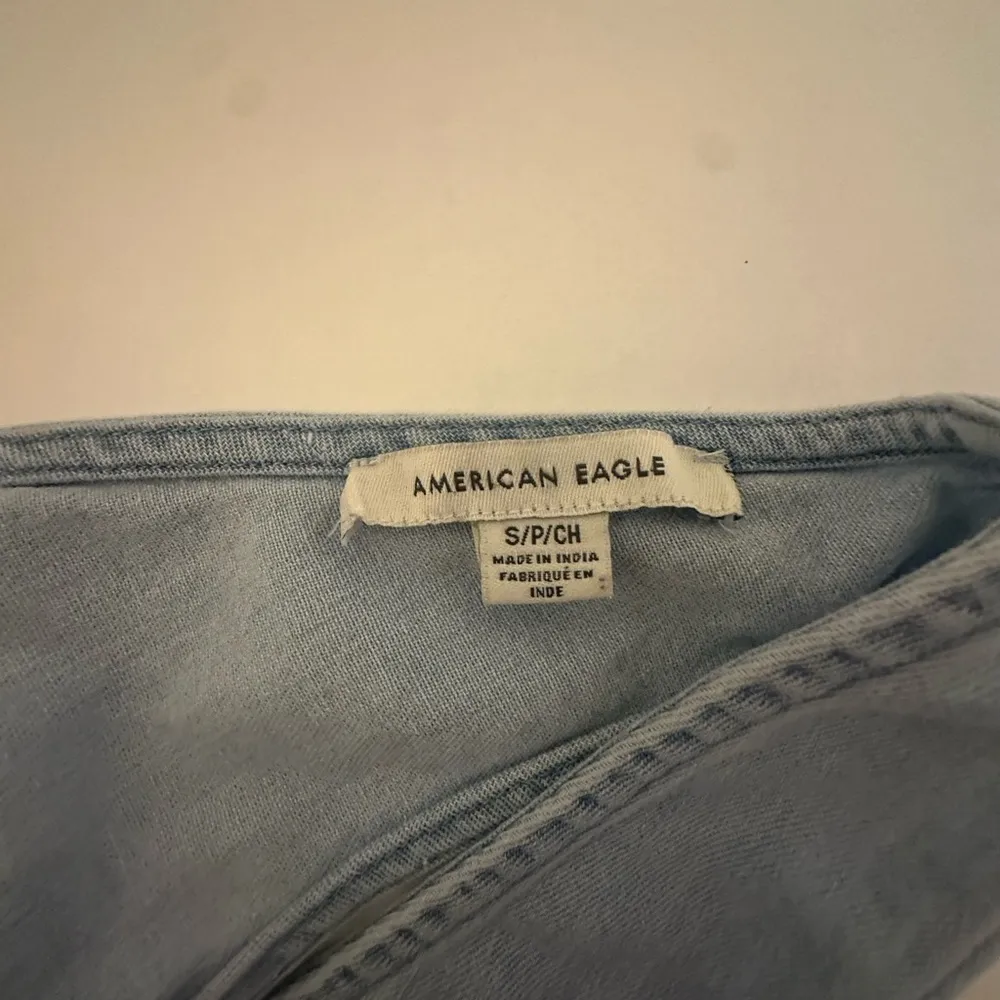 AMERICAN EAGLE
S/P/CH
MADE IN INDIA
FABRIQUÉ EN
INDE